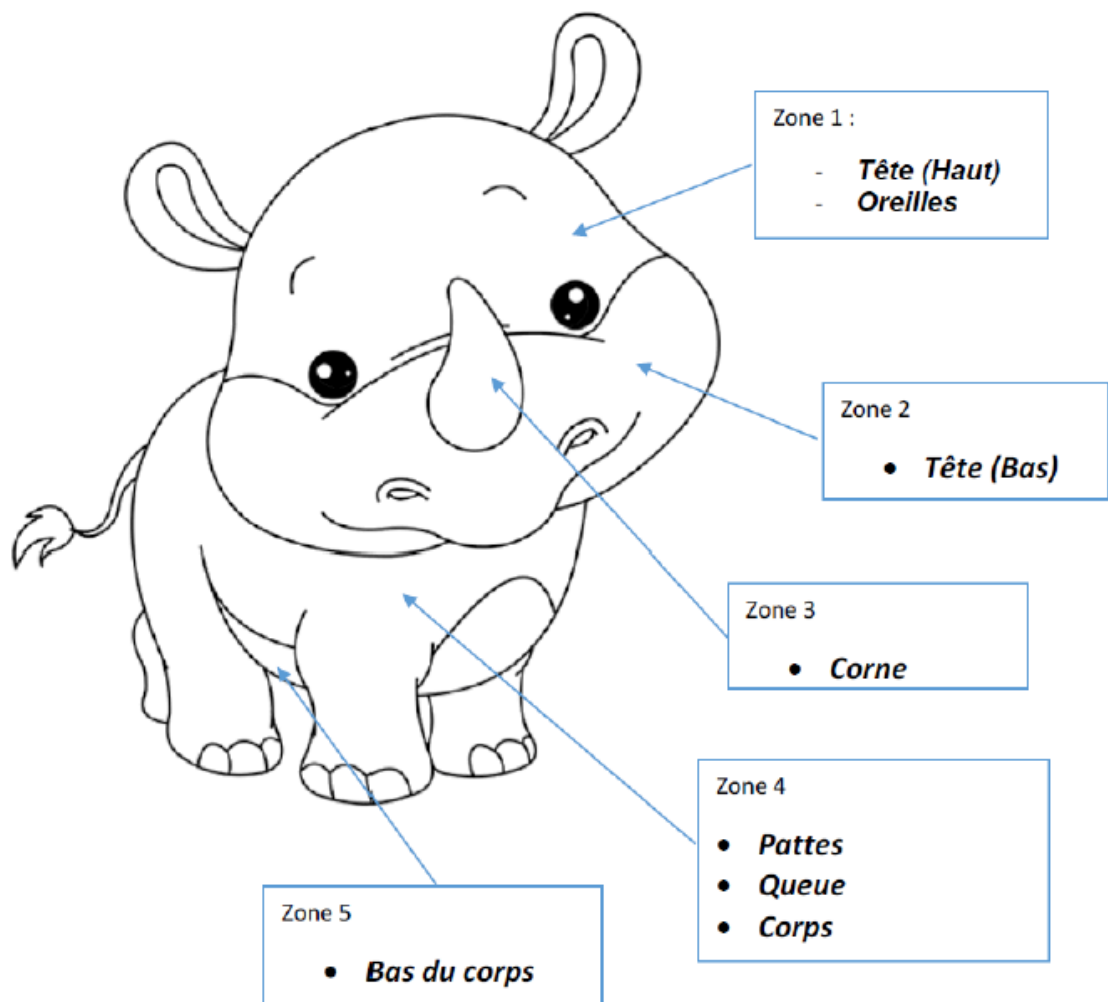 Zone 1 :
- Tête (Haut)
- Oreilles
Zone 2
• Tête (Bas)
Zone 3
• Corne
Zone 4
• Pattes
• Queue
• Corps
Zone 5
• Bas du corps